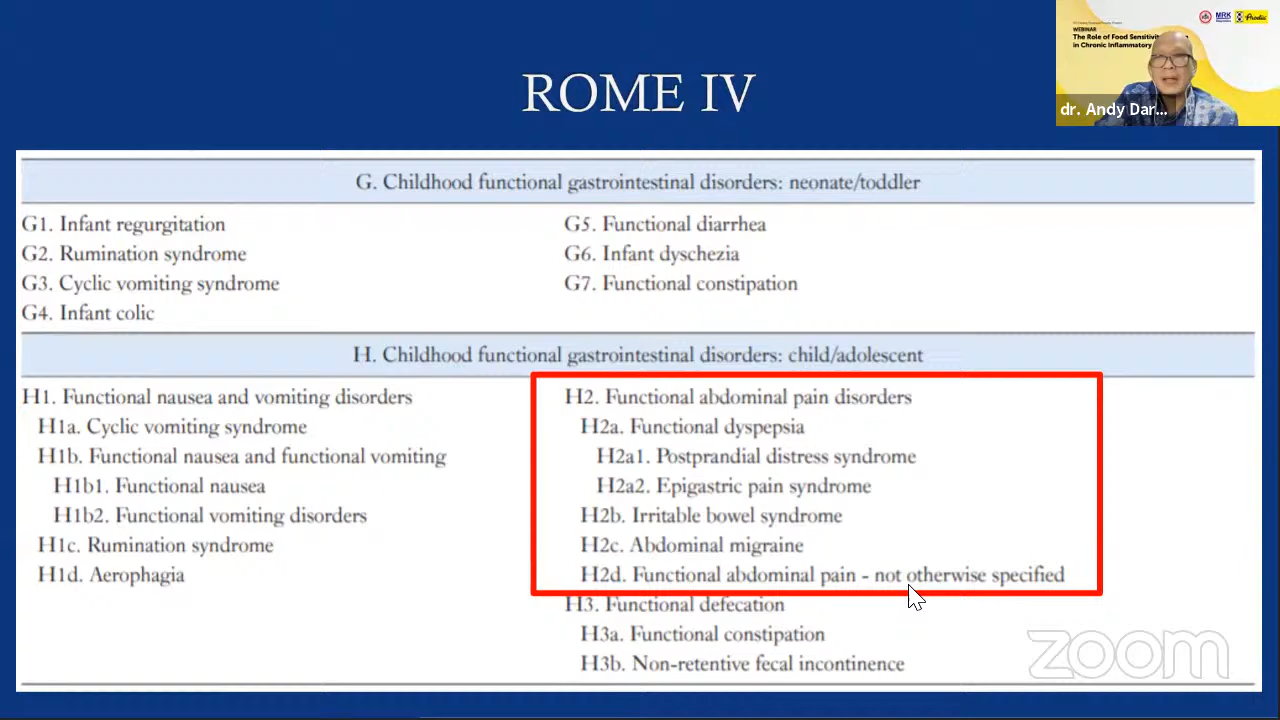 ROME IV
WEBINAR
The Role of Food Sensitivity
in Chronic Inflammatory
MRK
Prodia
dr. Andy Dar...
G. Childhood functional gastrointestinal disorders: neonate/toddler
G1. Infant regurgitation
G2. Rumination syndrome
G3. Cyclic vomiting syndrome
G4. Infant colic
G5. Functional diarrhea
G6. Infant dyschezia
G7. Functional constipation
H. Childhood functional gastrointestinal disorders: child/adolescent
H1. Functional nausea and vomiting disorders
H1a. Cyclic vomiting syndrome
H1b. Functional nausea and functional vomiting
H1b1. Functional nausea
H1b2. Functional vomiting disorders
H1c. Rumination syndrome
H1d. Aerophagia
H2. Functional abdominal pain disorders
H2a. Functional dyspepsia
H2a1. Postprandial distress syndrome
H2a2. Epigastric pain syndrome
H2b. Irritable bowel syndrome
H2c. Abdominal migraine
H2d. Functional abdominal pain - not otherwise specified
H3. Functional defecation
H3a. Functional constipation
H3b. Non-retentive fecal incontinence
zoom